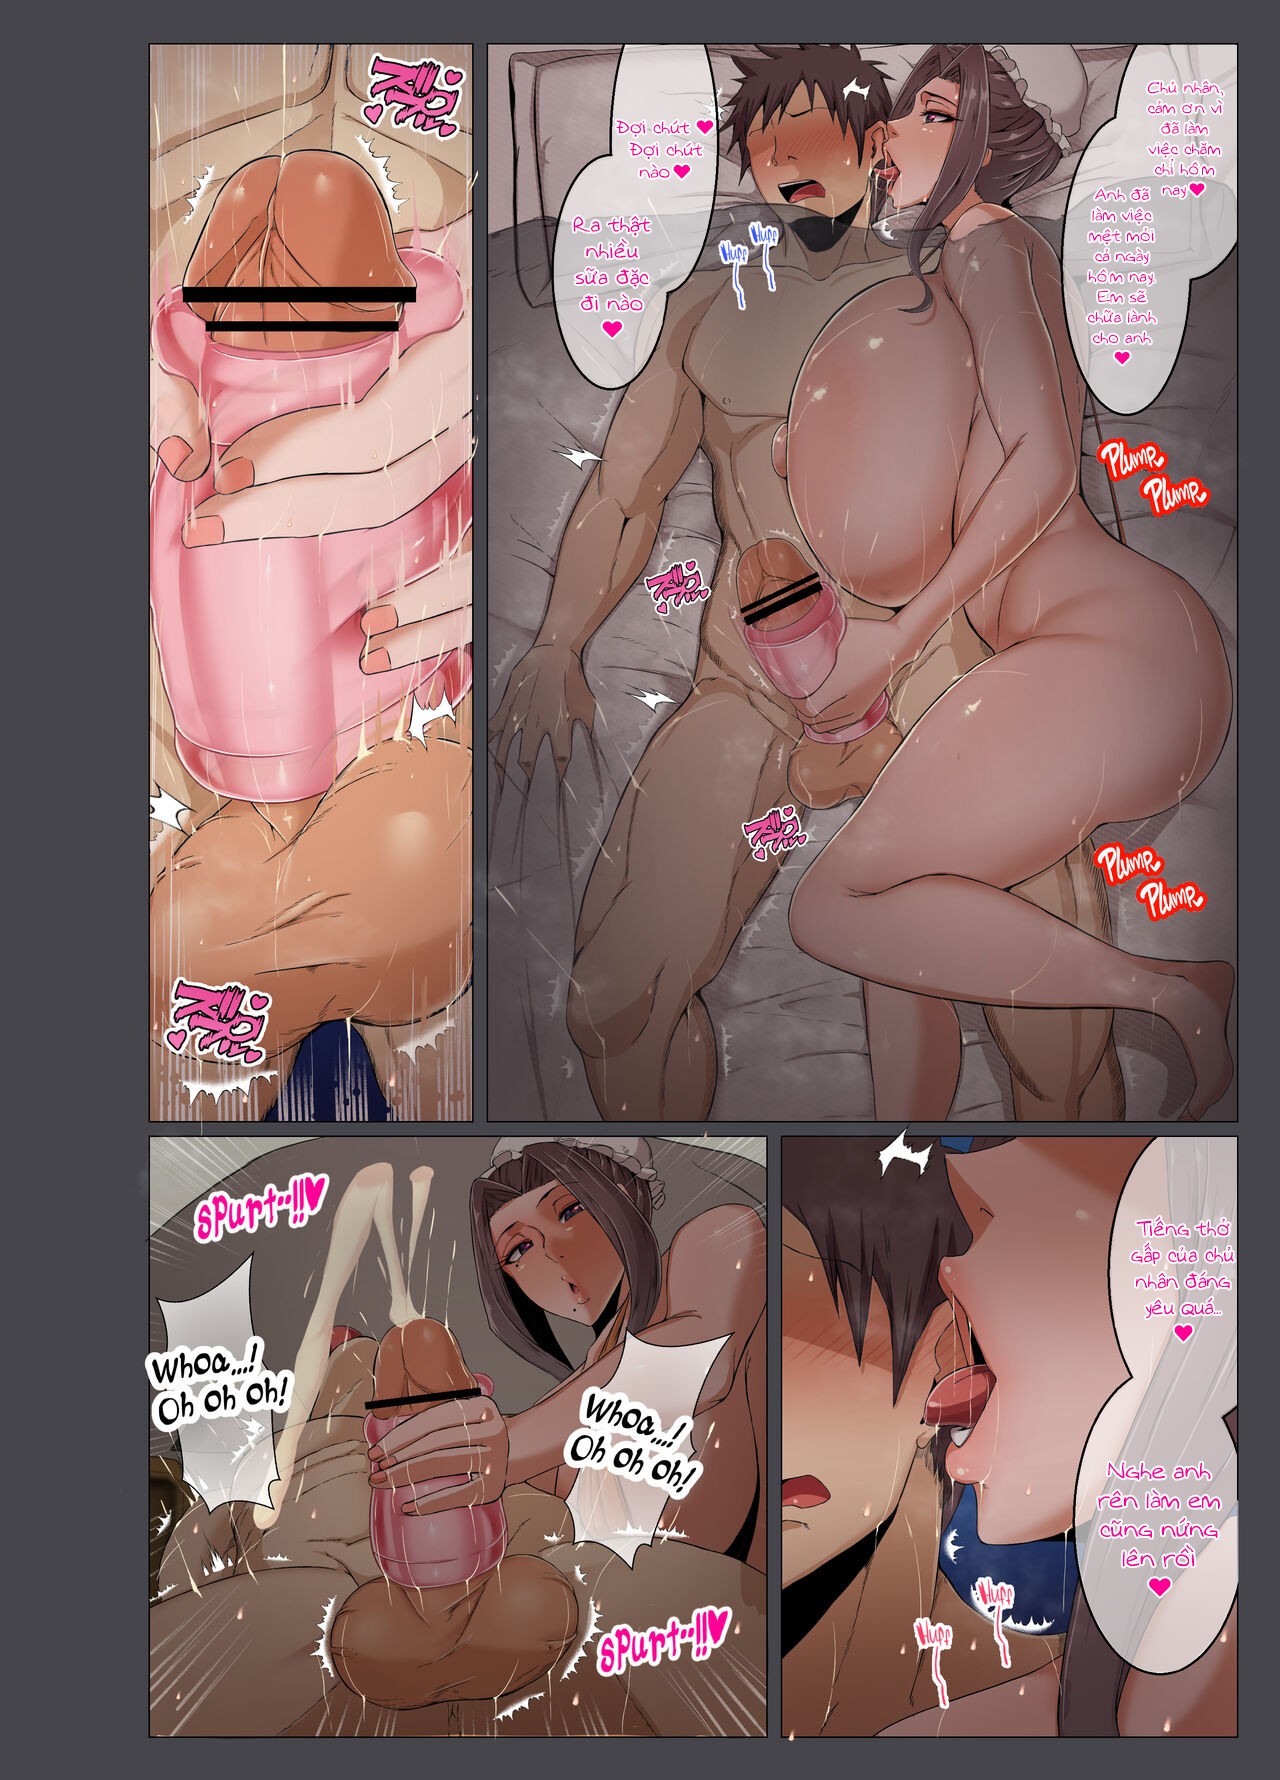 Chủ nhân,
cảm ơn vì
đã làm
việc chăm
chỉ hôm
nay ♥
Anh đã
làm việc
mệt mỏi
cả ngày
hôm nay.
Em sẽ
chữa lành
cho anh
♥
Đợi chút ♥
Đợi chút
nào ♥
Ra thật
nhiều
sữa đặc
đi nào
♥
Huff
Huff
Plump
Plump
Plump
Plump
Tiếng thở
gấp của chủ
nhân đáng
yêu quá...
♥
Nghe anh
rên làm em
cũng nứng
lên rồi
♥
Huff
Huff
spurt..!!♥
Whoa...!
Oh oh oh!
Whoa...!
Oh oh oh!
spurt..!!♥